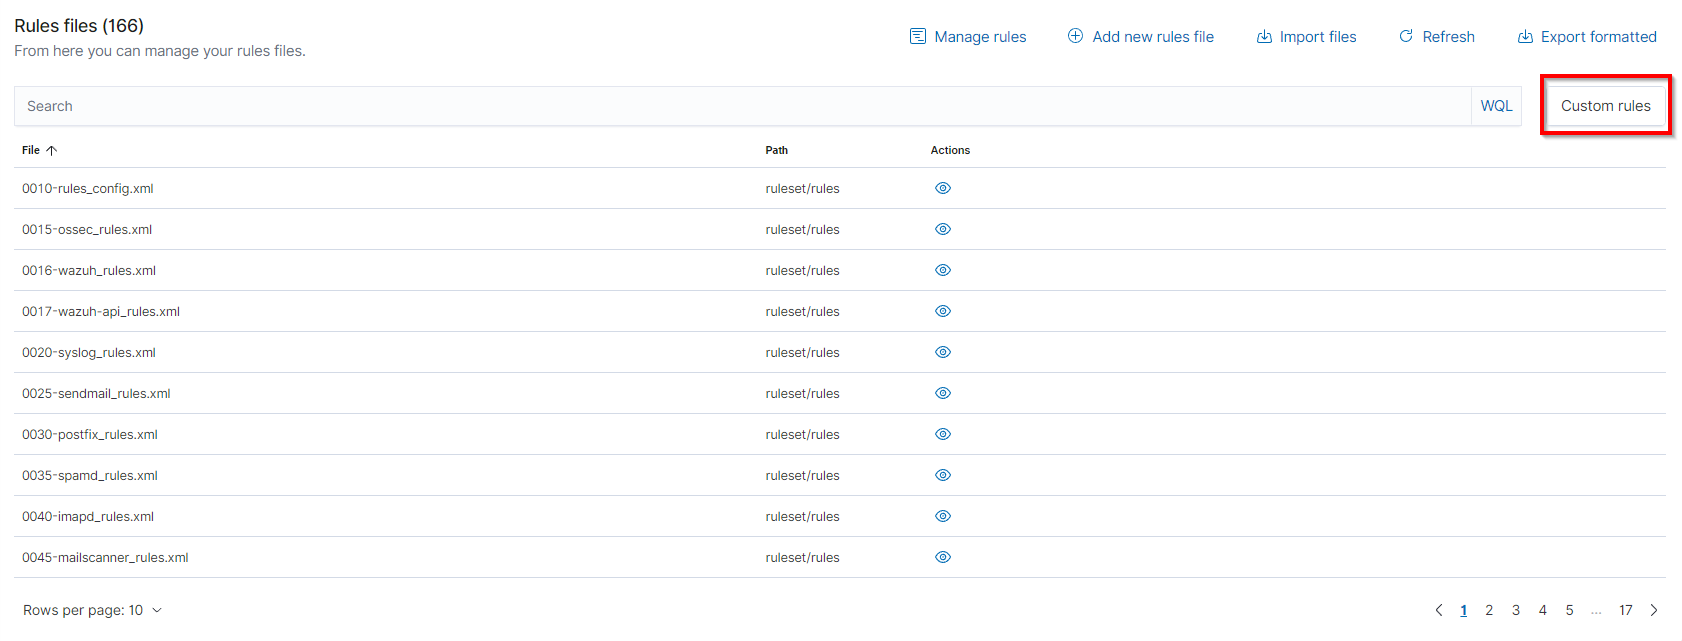 Rules files (166)
From here you can manage your rules files.
Manage rules
Add new rules file
Import files
Refresh
Export formatted
Search
WQL
Custom rules
File
Path
Actions
0010-rules_config.xml ruleset/rules
0015-ossec_rules.xml ruleset/rules
0016-wazuh_rules.xml ruleset/rules
0017-wazuh-api_rules.xml ruleset/rules
0020-syslog_rules.xml ruleset/rules
0025-sendmail_rules.xml ruleset/rules
0030-postfix_rules.xml ruleset/rules
0035-spamd_rules.xml ruleset/rules
0040-imapd_rules.xml ruleset/rules
0045-mailscanner_rules.xml ruleset/rules
Rows per page: 10
1 2 3 4 5 ... 17